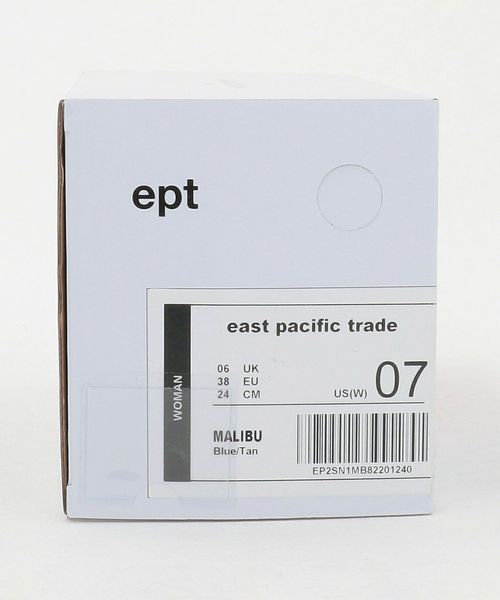 ept
east pacific trade
WOMAN
06 UK
38 EU
24 CM
US(W) 07
MALIBU
Blue/Tan
EP2SN1MB82201240